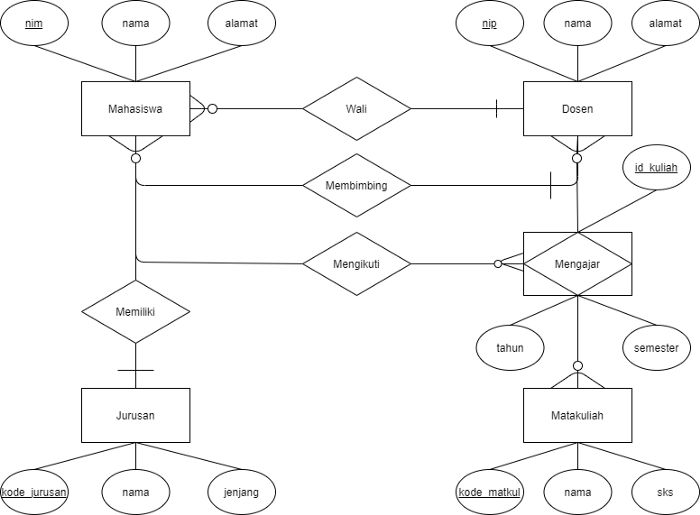 nim
nama
alamat
nip
nama
alamat
Mahasiswa
Wali
Dosen
id_kuliah
Membimbing
Mengikuti
Mengajar
Memiliki
tahun
semester
Jurusan
Matakuliah
kode_jurusan
nama
jenjang
kode_matkul
nama
sks